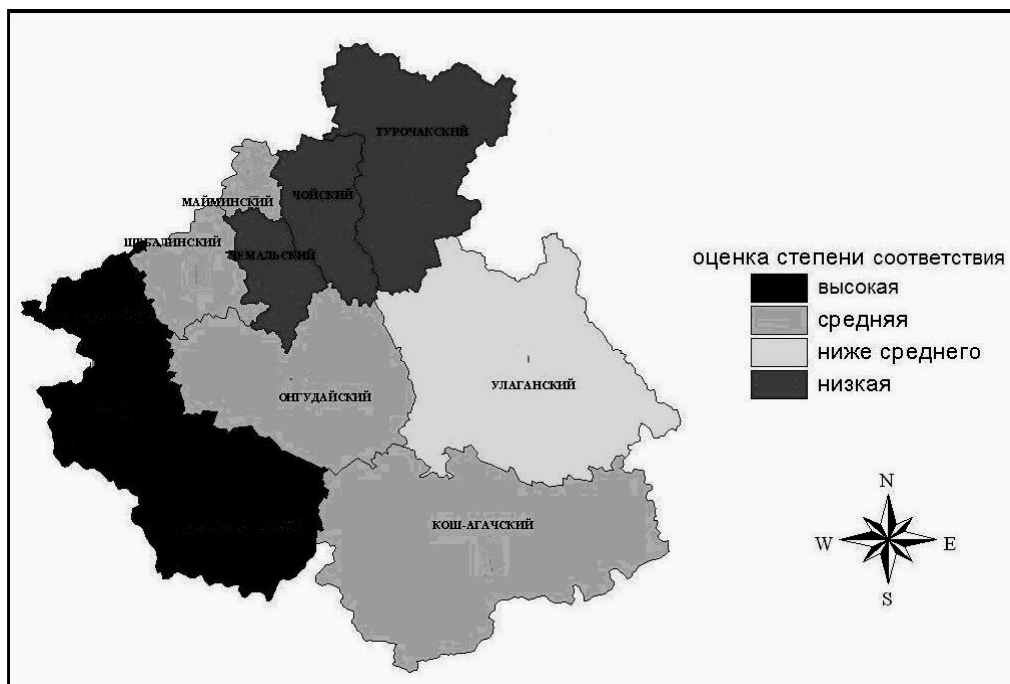 ТУРОЧАКСКИЙ
ЧОЙСКИЙ
МАЙМИНСКИЙ
ШЕБАЛИНСКИЙ
ЧЕМАЛЬСКИЙ
оценка степени соответствия
высокая
средняя
ниже среднего
низкая
УЛАГАНСКИЙ
ОНГУДАЙСКИЙ
КОШ-АГАЧСКИЙ
N
W E
S